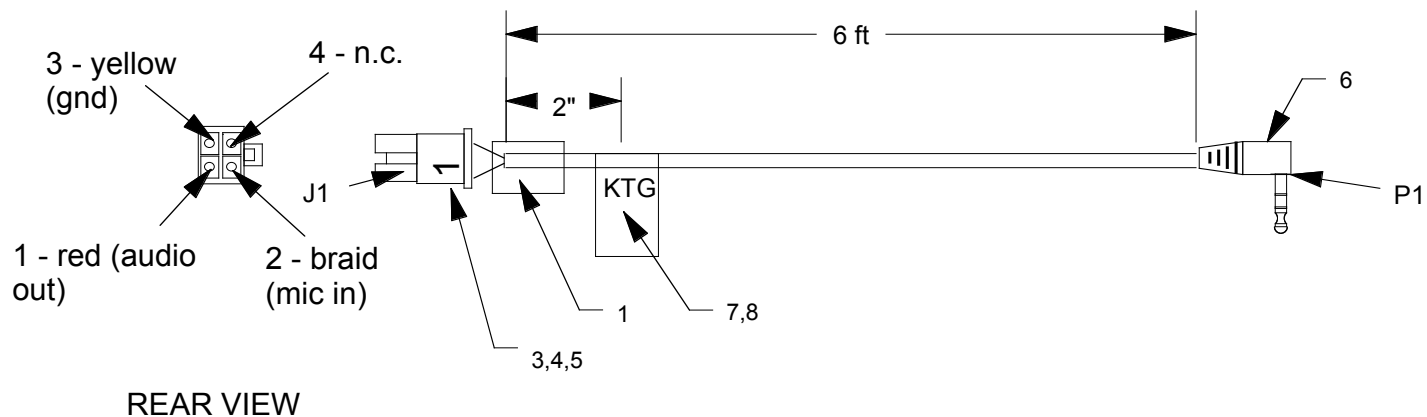 6 ft
3 - yellow
(gnd)
4 - n.c.
2"
6
J1
1
KTG
P1
1 - red (audio
out)
2 - braid
(mic in)
1
7,8
3,4,5
REAR VIEW